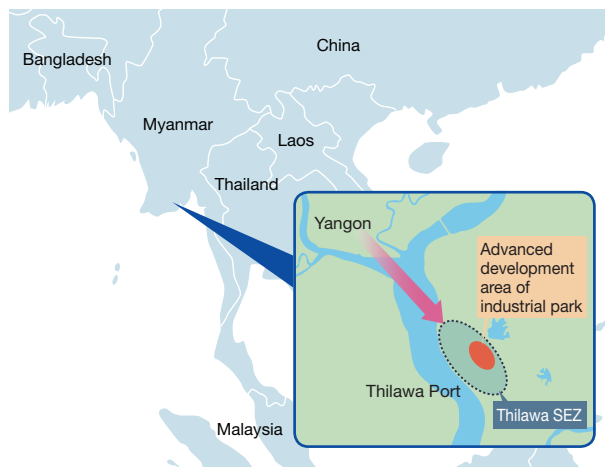 China
Bangladesh
Myanmar
Laos
Thailand
Yangon
Advanced
development
area of
industrial park
Thilawa Port
Thilawa SEZ
Malaysia